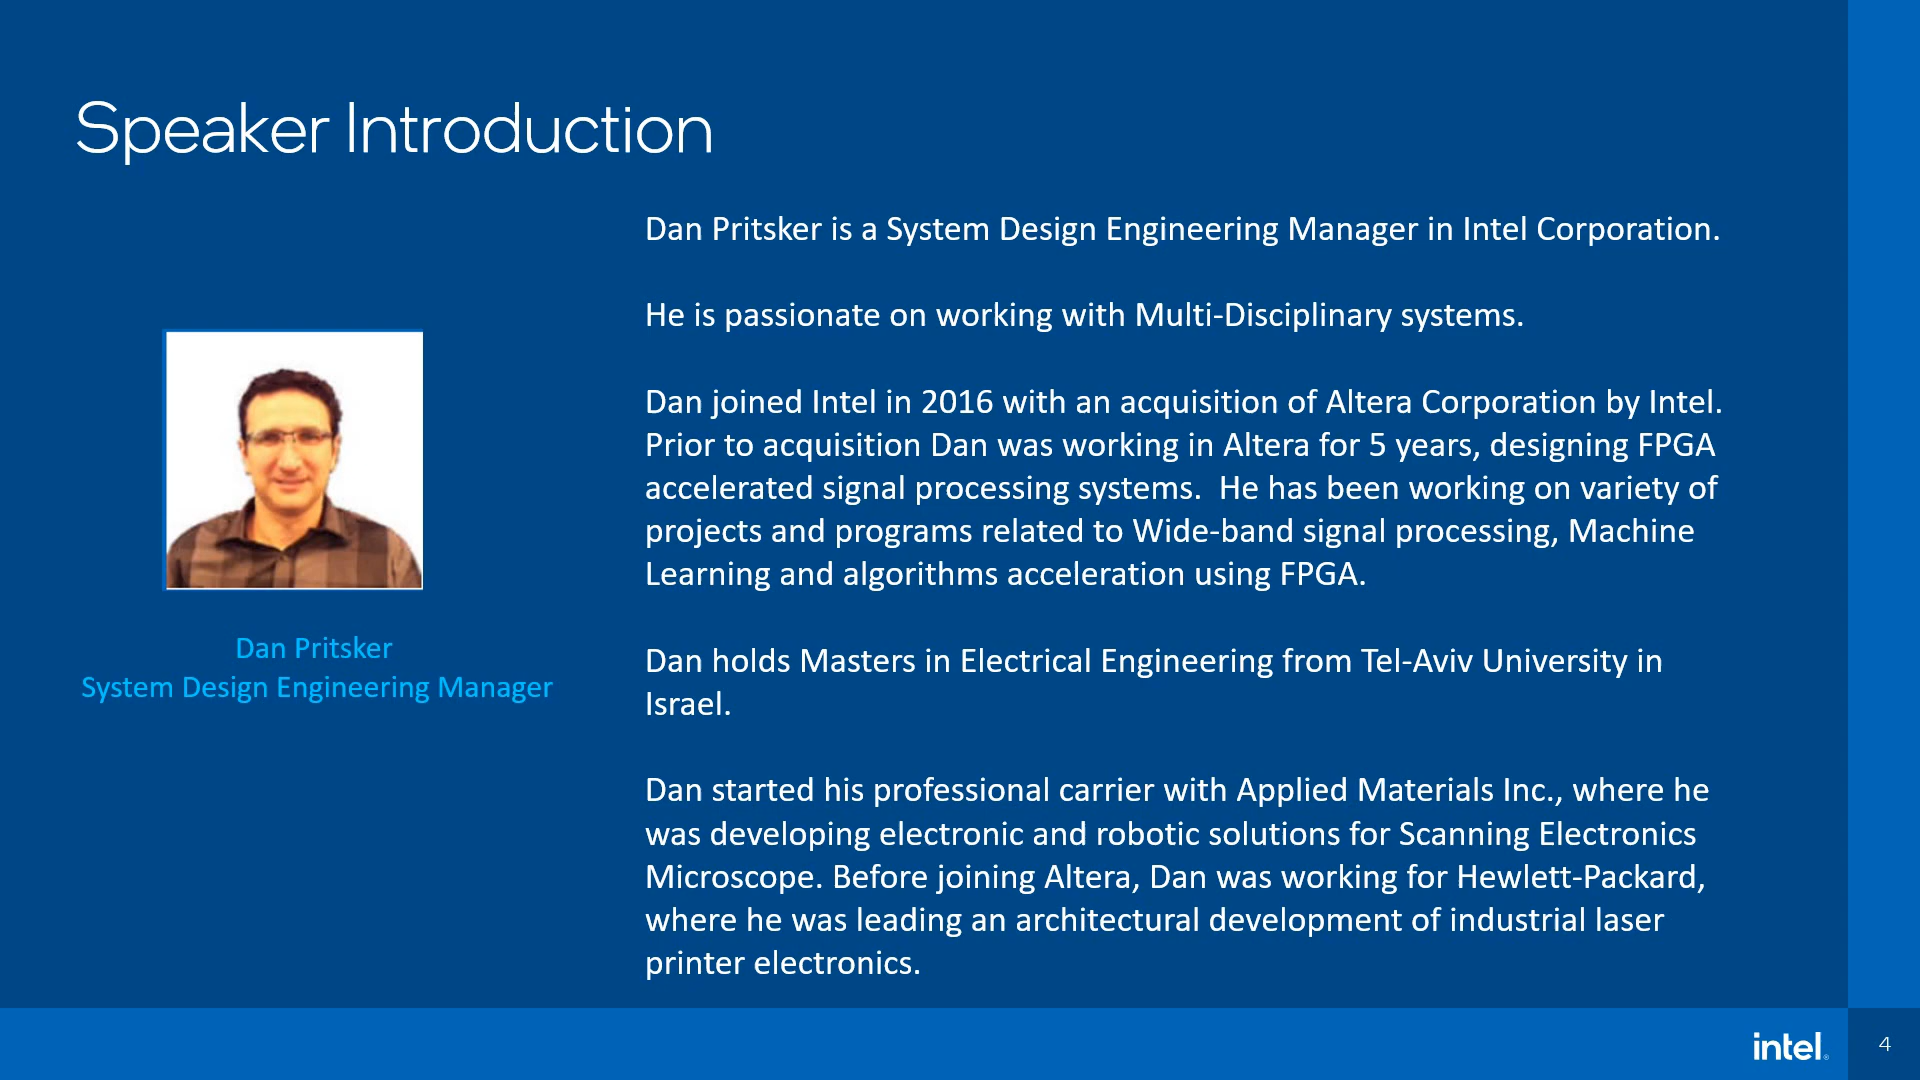 Speaker Introduction
Dan Pritsker
System Design Engineering Manager
Dan Pritsker is a System Design Engineering Manager in Intel Corporation.
He is passionate on working with Multi-Disciplinary systems.
Dan joined Intel in 2016 with an acquisition of Altera Corporation by Intel.
Prior to acquisition Dan was working in Altera for 5 years, designing FPGA
accelerated signal processing systems.  He has been working on variety of
projects and programs related to Wide-band signal processing, Machine
Learning and algorithms acceleration using FPGA.
Dan holds Masters in Electrical Engineering from Tel-Aviv University in
Israel.
Dan started his professional carrier with Applied Materials Inc., where he
was developing electronic and robotic solutions for Scanning Electronics
Microscope. Before joining Altera, Dan was working for Hewlett-Packard,
where he was leading an architectural development of industrial laser
printer electronics.
intel®
4